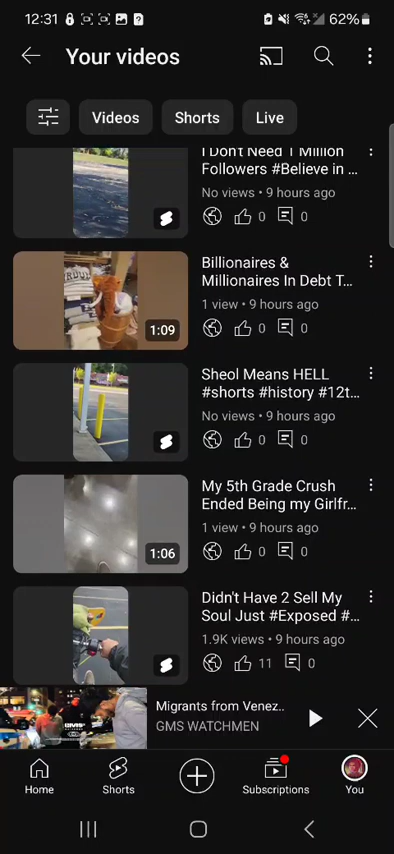 12:31
62%
Your videos
Videos
Shorts
Live
I Don't Need 1 Million
Followers #Believe in ...
No views • 9 hours ago
0
0
Billionaires &
Millionaires In Debt T...
1 view • 9 hours ago
0
0
1:09
Sheol Means HELL
#shorts #history #12t...
No views • 9 hours ago
0
0
My 5th Grade Crush
Ended Being my Girlfr...
1 view • 9 hours ago
0
0
1:06
Didn't Have 2 Sell My
Soul Just #Exposed #...
1.9K views • 9 hours ago
11
0
Migrants from Venez..
GMS WATCHMEN
Home
Shorts
Subscriptions
You